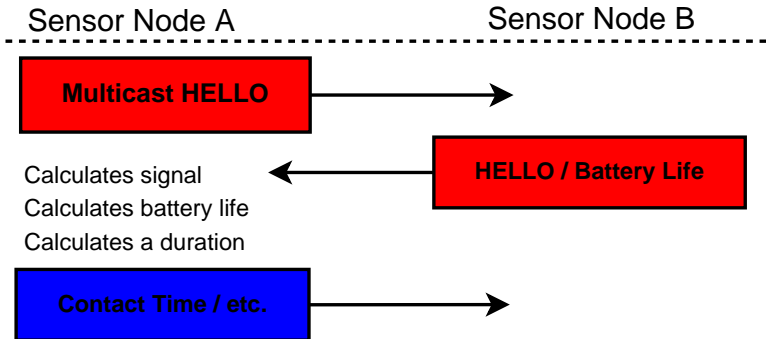 Sensor Node A
Sensor Node B
Multicast HELLO
HELLO / Battery Life
Calculates signal
Calculates battery life
Calculates a duration
Contact Time / etc.